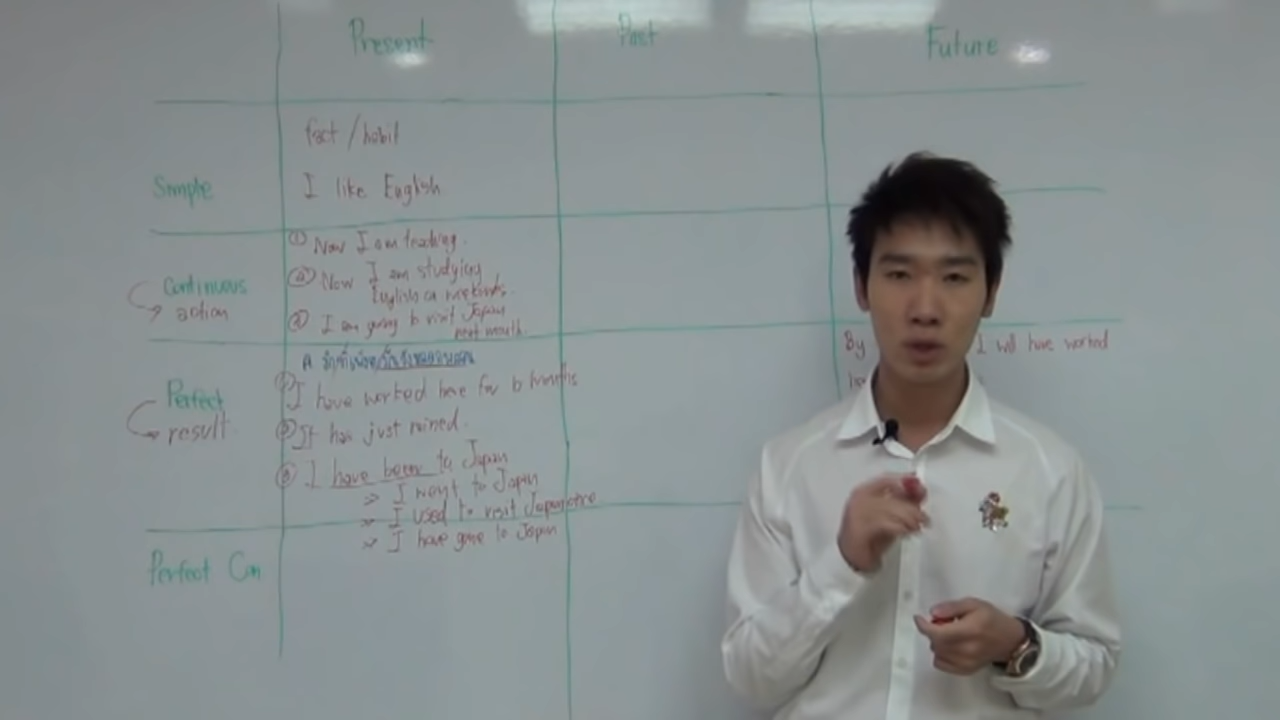 Present Past Future
fact / habit
Simple
I like English
① Now I am teaching.
② Now I am studying
English on weekends.
Continuous
action
③ I am going to visit Japan
next month.
By I will have worked
Perfect
result
① I have worked here for 6 months
② It has just rained.
③ I have been to Japan
I went to Japan
I used to visit Japan
I have gone to Japan
Perfect Con